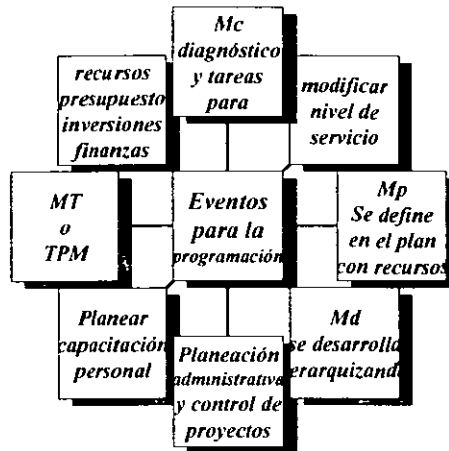 Mc
diagnóstico
y tareas
para
recursos
presupuesto
inversiones
finanzas
modificar
nivel de
servicio
MT
o
TPM
Eventos
para la
programación
Mp
Se define
en el plan
con recursos
Planear
capacitación
personal
Planeación
administrativa
y control de
proyectos
Md
se desarrolla
erarquizand